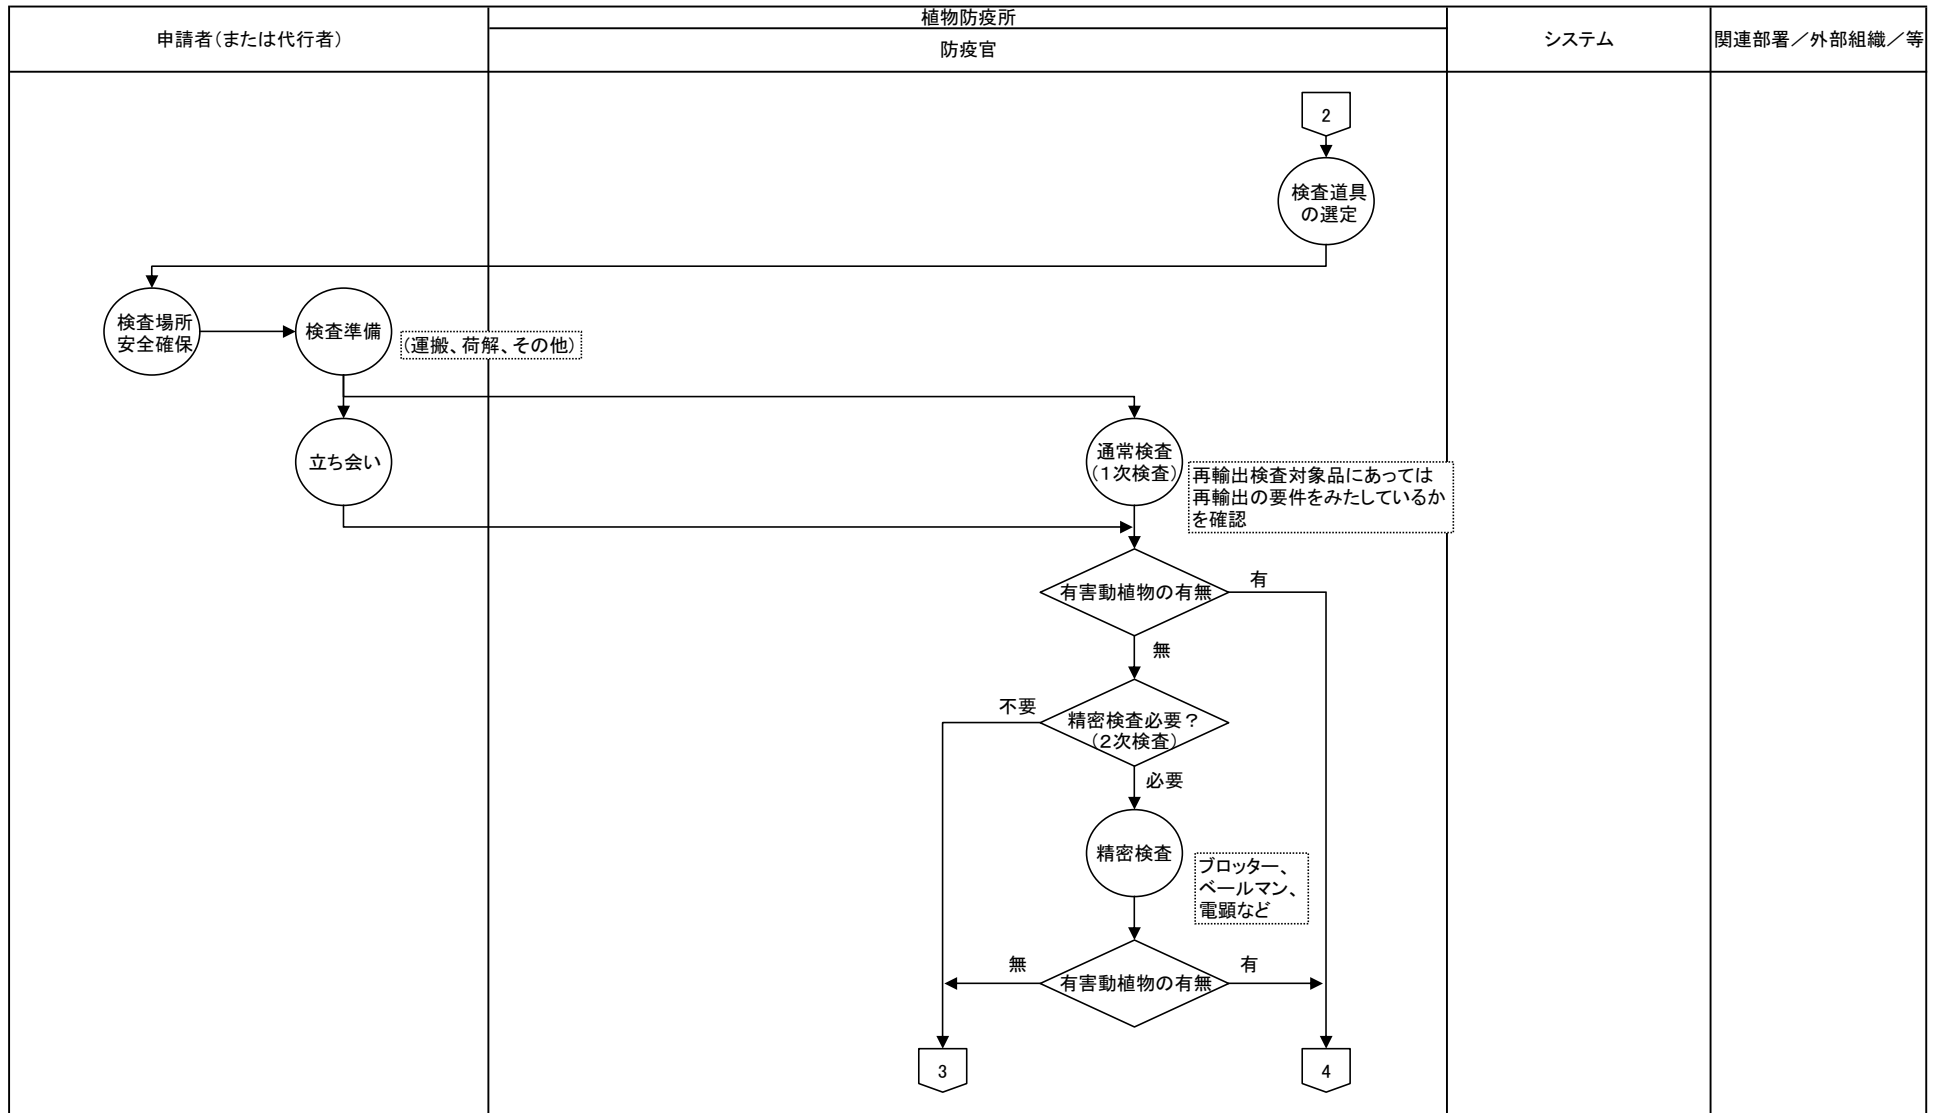 植物防疫所
申請者（または代行者）
防疫官
システム
関連部署／外部組織／等
2
検査道具
の選定
検査場所
安全確保
検査準備
（運搬、荷解、その他）
立ち会い
通常検査
（１次検査）
再輸出検査対象品にあっては
再輸出の要件をみたしているか
を確認
有害動植物の有無
有
無
不要
精密検査必要？
（２次検査）
必要
精密検査
ブロッター、
ベールマン、
電顕など
無
有害動植物の有無
有
3
4